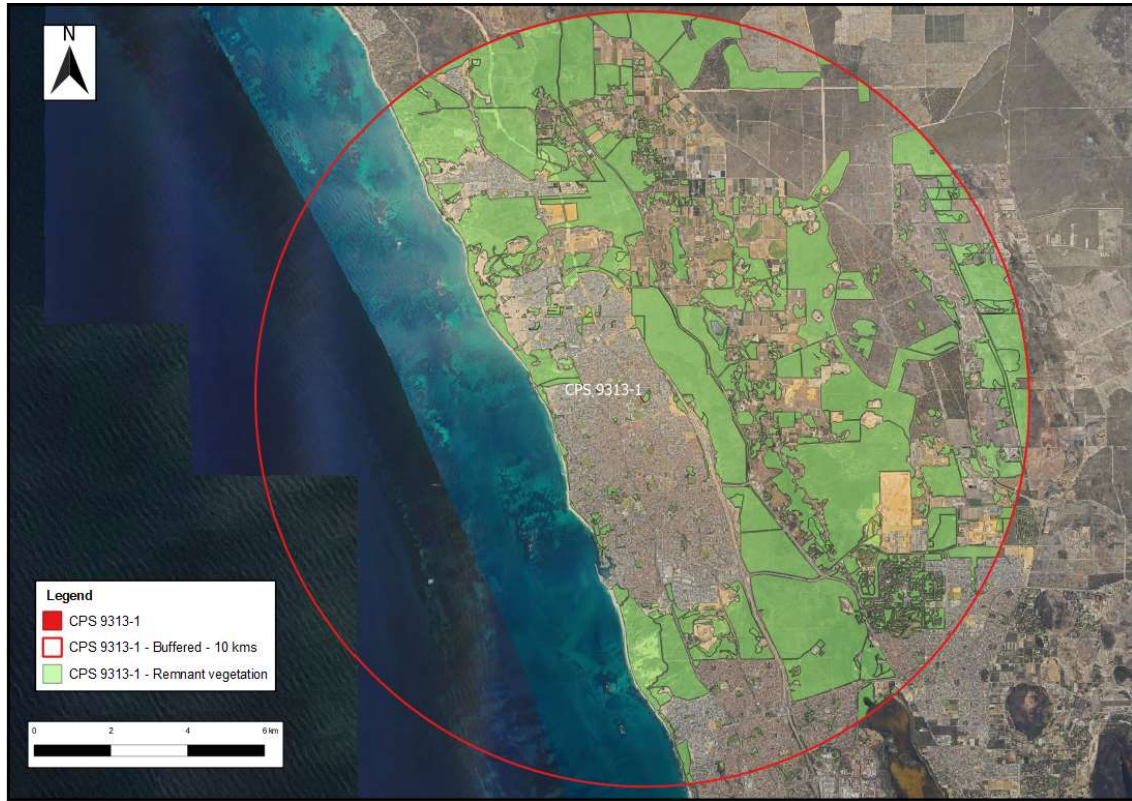 N
CPS 9313-1
Legend
CPS 9313-1
CPS 9313-1 - Buffered - 10 kms
CPS 9313-1 - Remnant vegetation
0 2 4 6 km